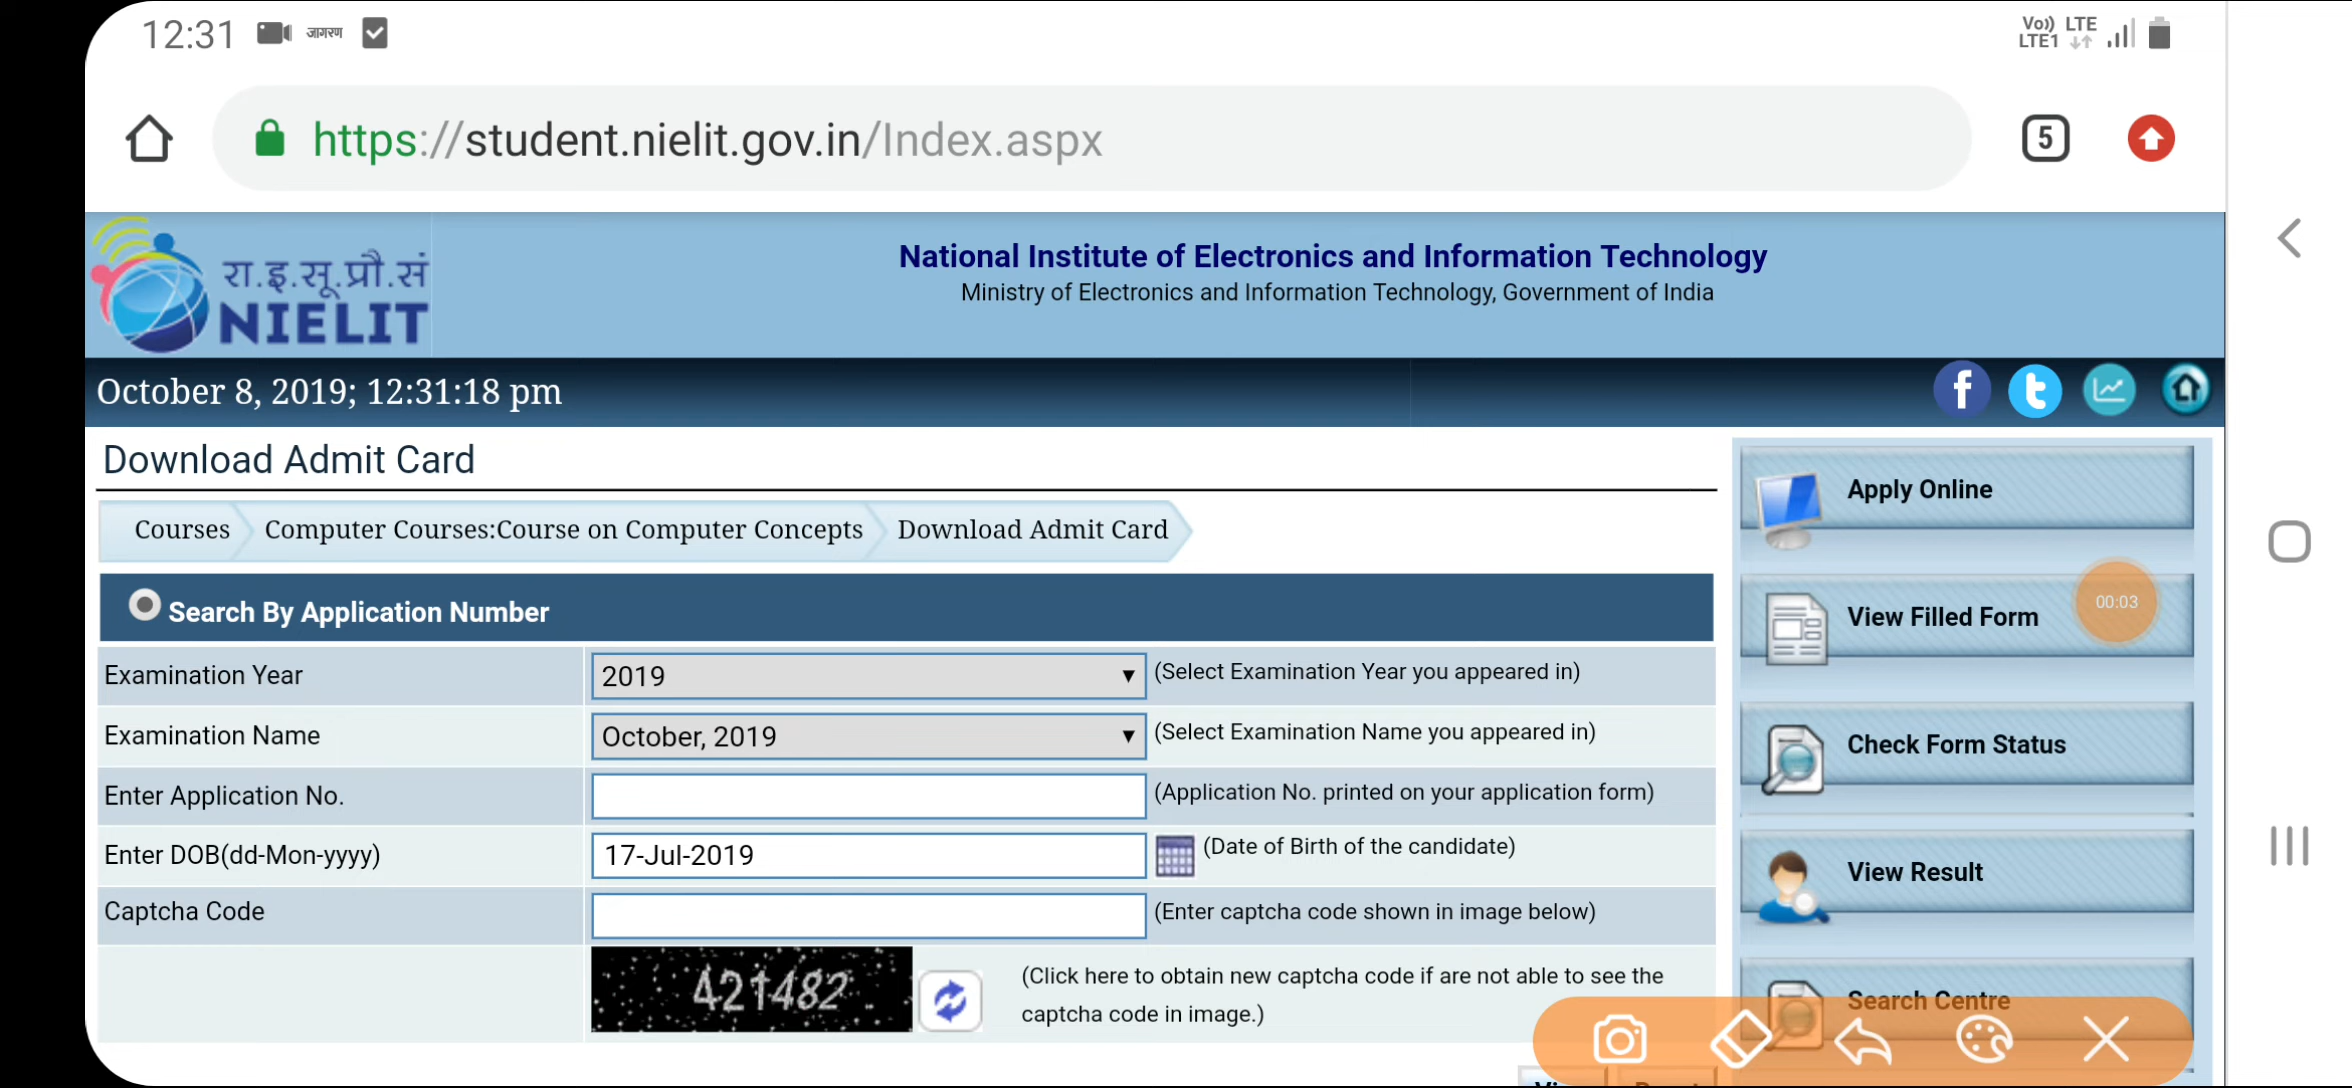 12:31 जागरण Vo)) LTE
LTE1
https://student.nielit.gov.in/Index.aspx 5
रा.इ.सू.प्रौ.सं
NIELIT
National Institute of Electronics and Information Technology
Ministry of Electronics and Information Technology, Government of India
October 8, 2019; 12:31:18 pm
Download Admit Card
Courses Computer Courses:Course on Computer Concepts Download Admit Card
Search By Application Number
Examination Year 2019 (Select Examination Year you appeared in)
Examination Name October, 2019 (Select Examination Name you appeared in)
Enter Application No. (Application No. printed on your application form)
Enter DOB(dd-Mon-yyyy) 17-Jul-2019 (Date of Birth of the candidate)
Captcha Code (Enter captcha code shown in image below)
421482 (Click here to obtain new captcha code if are not able to see the
captcha code in image.)
Apply Online
View Filled Form 00:03
Check Form Status
View Result
Search Centre